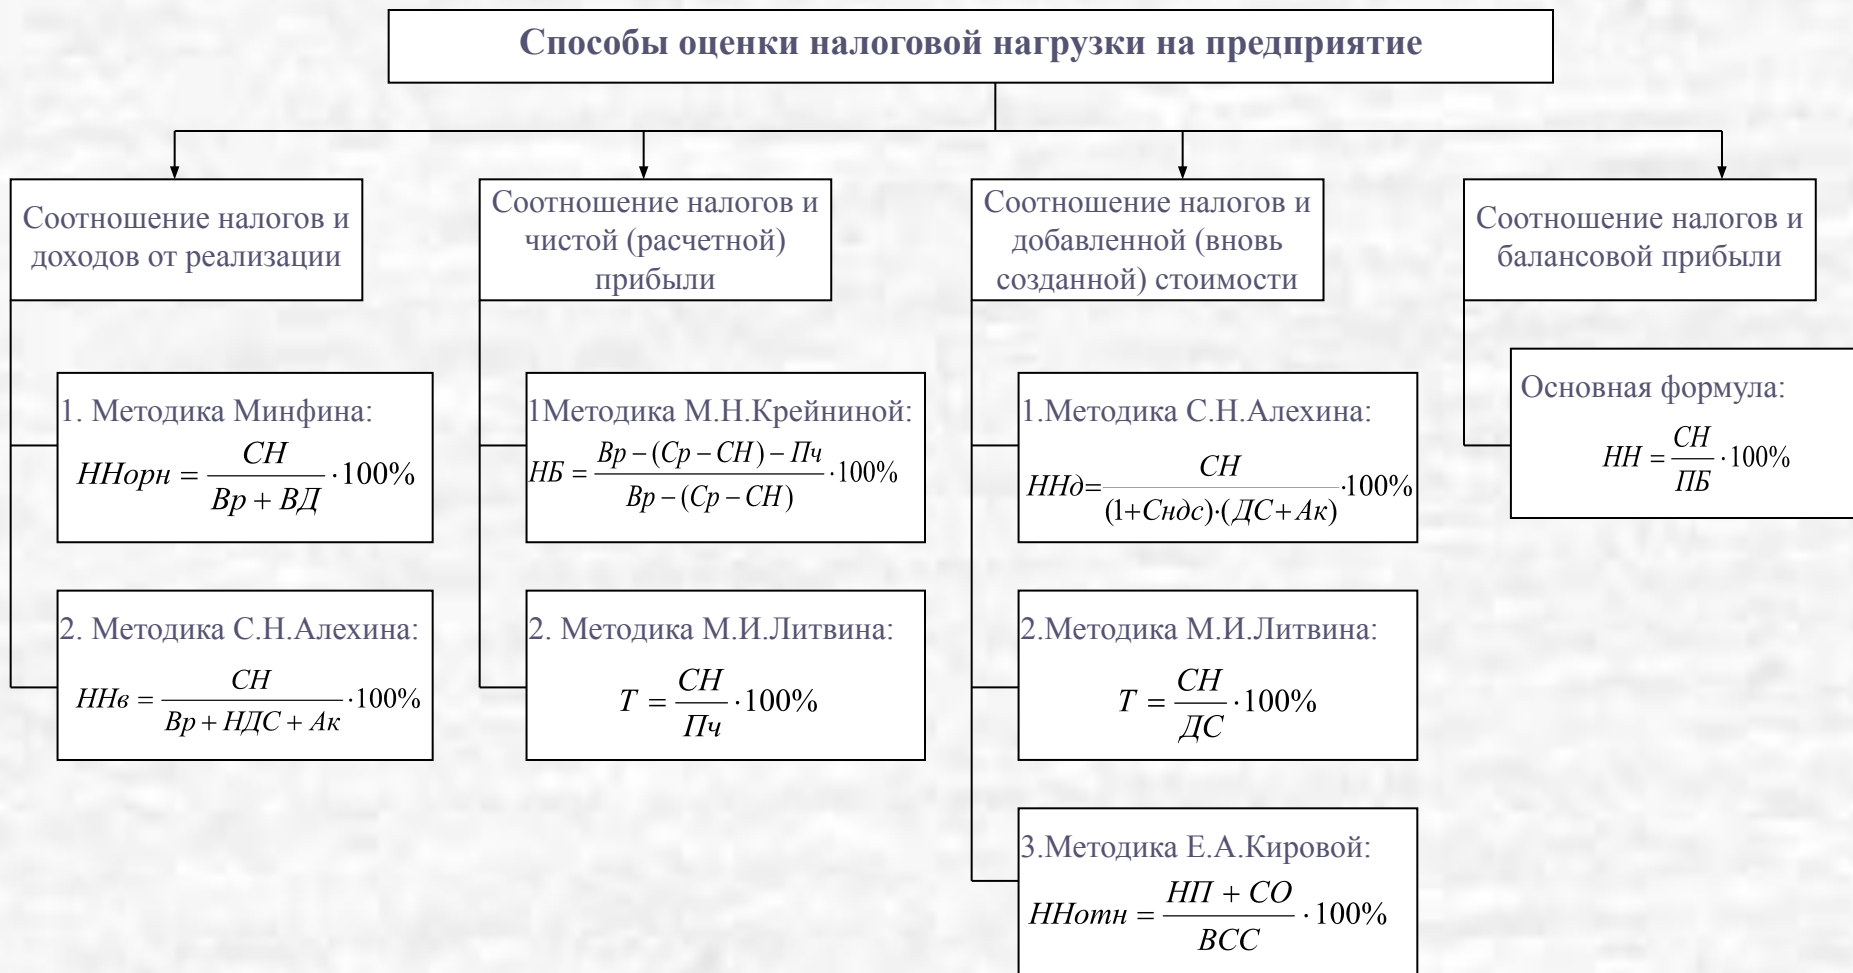 Способы оценки налоговой нагрузки на предприятие
Соотношение налогов и
доходов от реализации
1. Методика Минфина:
ННорн = СН / (Вр + ВД) · 100%
2. Методика С.Н.Алехина:
ННв = СН / (Вр + НДС + Ак) · 100%
Соотношение налогов и
чистой (расчетной)
прибыли
1Методика М.Н.Крейниной:
НБ = (Вр – (Ср – СН) – Пч) / (Вр – (Ср – СН)) · 100%
2. Методика М.И.Литвина:
Т = СН / Пч · 100%
Соотношение налогов и
добавленной (вновь
созданной) стоимости
1.Методика С.Н.Алехина:
ННд= СН / ((1+Сндс)·(ДС+Ак)) ·100%
2.Методика М.И.Литвина:
Т = СН / ДС · 100%
3.Методика Е.А.Кировой:
ННотн = (НП + СО) / ВСС · 100%
Соотношение налогов и
балансовой прибыли
Основная формула:
НН = СН / ПБ · 100%